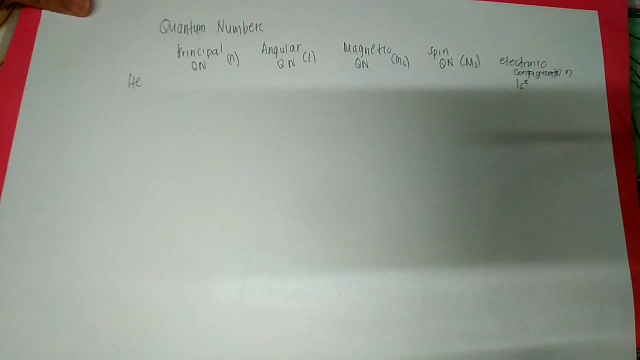 Quantum Numbers
Principal QN (n) Angular QN (l) Magnetic QN (ml) Spin QN (Ms) electronic configuration
He 1s²